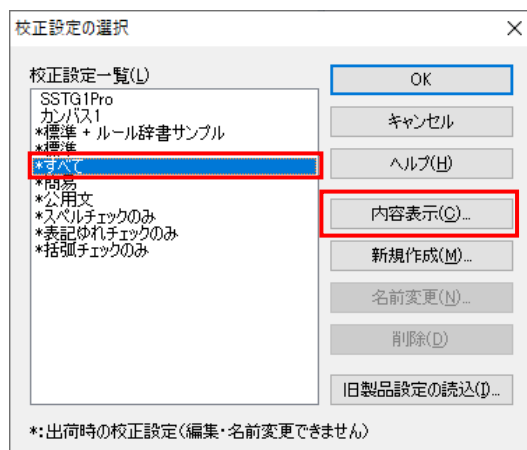 校正設定の選択
校正設定一覧(L)
SSTG1Pro
カンバス1
*標準 + ルール辞書サンプル
*標準
*すべて
*簡易
*公用文
*スペルチェックのみ
*表記ゆれチェックのみ
*括弧チェックのみ
OK
キャンセル
ヘルプ(H)
内容表示(C)...
新規作成(M)...
名前変更(N)...
削除(D)
旧製品設定の読込(I)...
*:出荷時の校正設定(編集・名前変更できません)